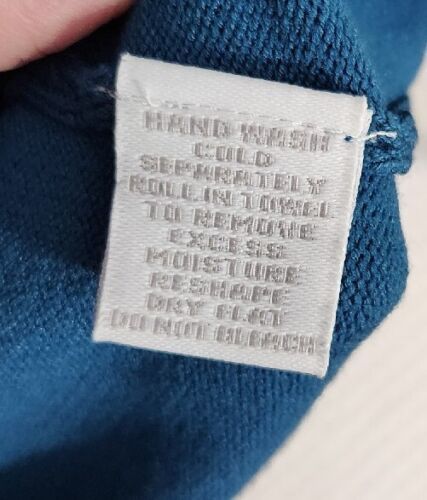 HAND WASH
COLD
SEPARATELY
ROLL IN TOWEL
TO REMOVE
EXCESS
MOISTURE
RESHAPE
DRY FLAT
DO NOT BLEACH